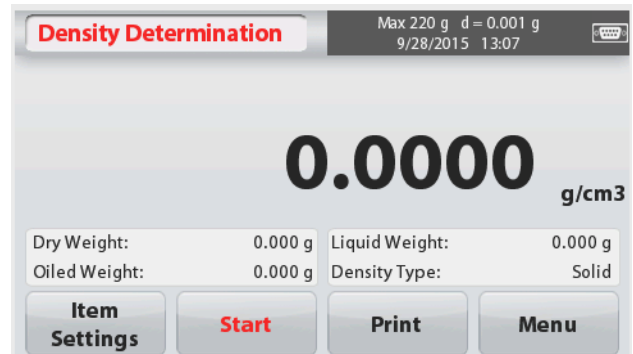 Density Determination
Max 220 g d = 0.001 g
9/28/2015 13:07
0.0000
g/cm3
Dry Weight: 0.000 g Liquid Weight: 0.000 g
Oiled Weight: 0.000 g Density Type: Solid
Item
Settings
Start
Print
Menu